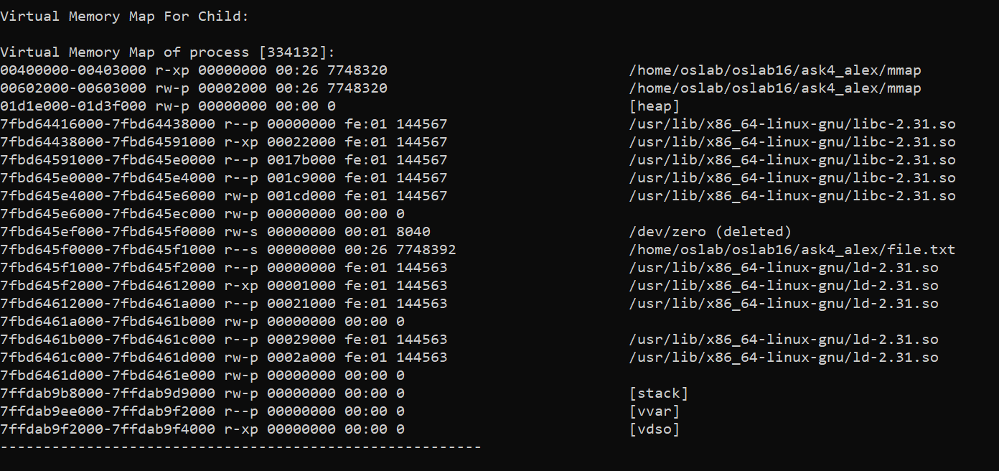 Virtual Memory Map For Child:
Virtual Memory Map of process [334132]:
00400000-00403000 r-xp 00000000 00:26 7748320 /home/oslab/oslab16/ask4_alex/mmap
00602000-00603000 rw-p 00002000 00:26 7748320 /home/oslab/oslab16/ask4_alex/mmap
01d1e000-01d3f000 rw-p 00000000 00:00 0 [heap]
7fbd64416000-7fbd64438000 r--p 00000000 fe:01 144567 /usr/lib/x86_64-linux-gnu/libc-2.31.so
7fbd64438000-7fbd64591000 r-xp 00022000 fe:01 144567 /usr/lib/x86_64-linux-gnu/libc-2.31.so
7fbd64591000-7fbd645e0000 r--p 0017b000 fe:01 144567 /usr/lib/x86_64-linux-gnu/libc-2.31.so
7fbd645e0000-7fbd645e4000 r--p 001c9000 fe:01 144567 /usr/lib/x86_64-linux-gnu/libc-2.31.so
7fbd645e4000-7fbd645e6000 rw-p 001cd000 fe:01 144567 /usr/lib/x86_64-linux-gnu/libc-2.31.so
7fbd645e6000-7fbd645ec000 rw-p 00000000 00:00 0
7fbd645ef000-7fbd645f0000 rw-s 00000000 00:01 8040 /dev/zero (deleted)
7fbd645f0000-7fbd645f1000 r--s 00000000 00:26 7748392 /home/oslab/oslab16/ask4_alex/file.txt
7fbd645f1000-7fbd645f2000 r--p 00000000 fe:01 144563 /usr/lib/x86_64-linux-gnu/ld-2.31.so
7fbd645f2000-7fbd64612000 r-xp 00001000 fe:01 144563 /usr/lib/x86_64-linux-gnu/ld-2.31.so
7fbd64612000-7fbd6461a000 r--p 00021000 fe:01 144563 /usr/lib/x86_64-linux-gnu/ld-2.31.so
7fbd6461a000-7fbd6461b000 rw-p 00000000 00:00 0
7fbd6461b000-7fbd6461c000 r--p 00029000 fe:01 144563 /usr/lib/x86_64-linux-gnu/ld-2.31.so
7fbd6461c000-7fbd6461d000 rw-p 0002a000 fe:01 144563 /usr/lib/x86_64-linux-gnu/ld-2.31.so
7fbd6461d000-7fbd6461e000 rw-p 00000000 00:00 0
7ffdab9b8000-7ffdab9d9000 rw-p 00000000 00:00 0 [stack]
7ffdab9ee000-7ffdab9f2000 r--p 00000000 00:00 0 [vvar]
7ffdab9f2000-7ffdab9f4000 r-xp 00000000 00:00 0 [vdso]
--------------------------------------------------------